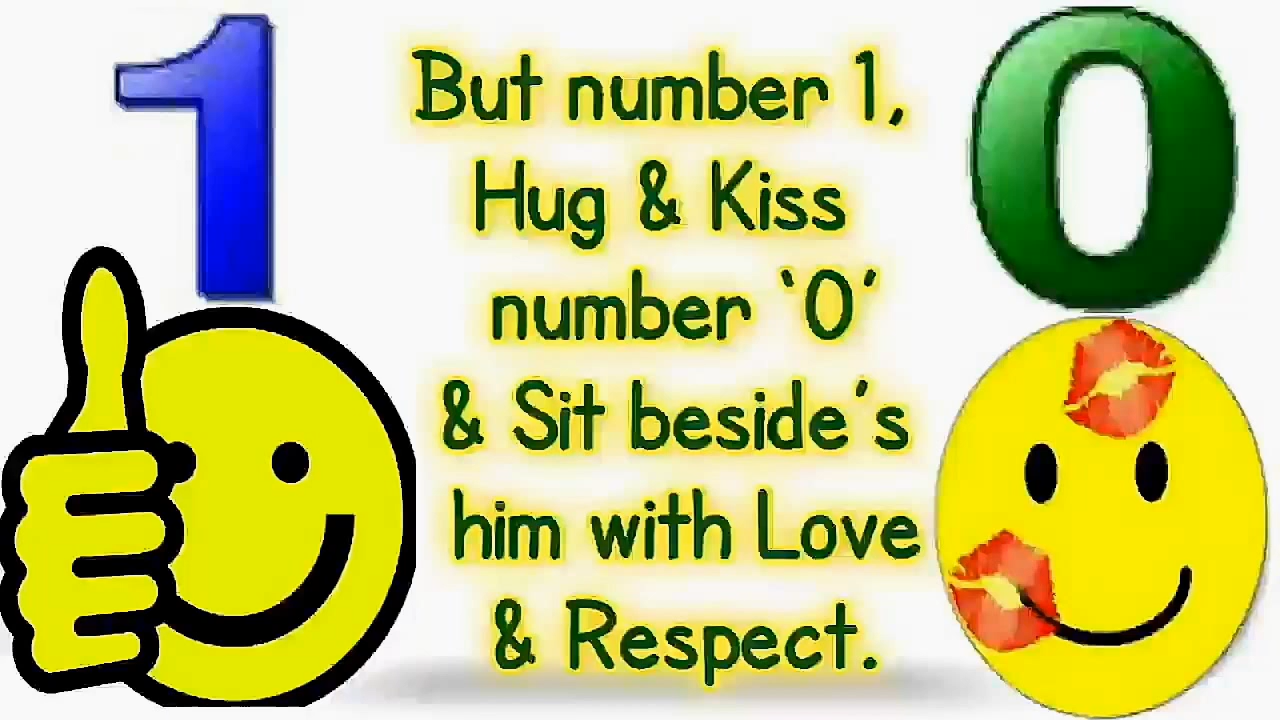 1
0
But number 1,
Hug & Kiss
number ‘0’
& Sit beside’s
him with Love
& Respect.